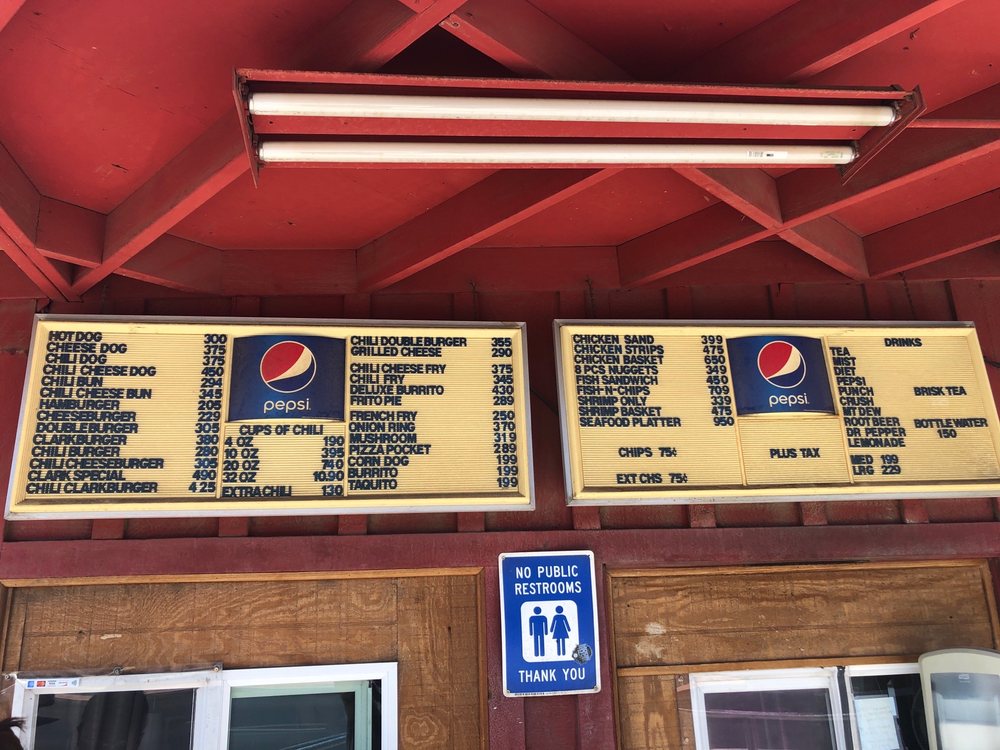 HOT DOG 300
CHEESE DOG 375
CHILI DOG 375
CHILI CHEESE DOG 450
CHILI BUN 294
CHILI CHEESE BUN 345
HAMBURGER 205
CHEESEBURGER
DOUBLEBURGER 305
CLARKBURGER 380
CHILI BURGER 280
CHILI CHEESEBURGER 305
CLARK SPECIAL 490
CHILI CLARKBURGER 425
pepsi
CUPS OF CHILI
4 OZ 190
10 OZ 395
20 OZ 740
32 OZ 10.90
EXTRA CHILI 130
CHILI DOUBLEBURGER 355
GRILLED CHEESE 290
CHILI CHEESE FRY 375
CHILI FRY 345
DELUXE BURRITO 430
FRITO PIE 289
FRENCH FRY 250
ONION RING 370
MUSHROOM 319
PIZZA POCKET 289
CORN DOG 199
BURRITO 199
TAQUITO 199
CHICKEN SAND 399
CHICKEN STRIPS 475
CHICKEN BASKET 650
8 PCS NUGGETS 349
FISH SANDWICH 450
FISH-N-CHIPS 709
SHRIMP ONLY 339
SHRIMP BASKET 475
SEAFOOD PLATTER 950
CHIPS 75¢
EXT CHS 75¢
pepsi
PLUS TAX
DRINKS
TEA
MIST
DIET
PEPSI
PUNCH BRISK TEA
CRUSH
MT DEW
ROOT BEER BOTTLE WATER
DR PEPPER 150
LEMONADE
MED 199
LRG 229
NO PUBLIC
RESTROOMS
THANK YOU